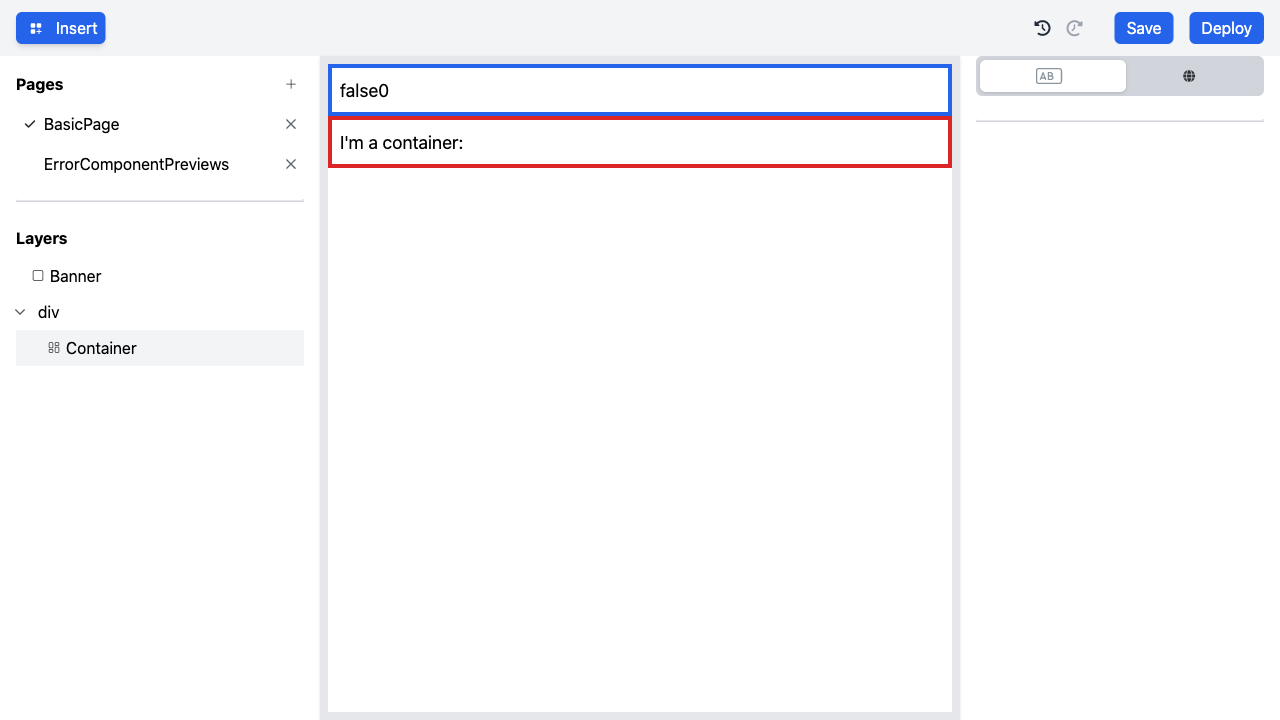 Insert
Save
Deploy
Pages
BasicPage
ErrorComponentPreviews
Layers
Banner
div
Container
false0
I'm a container:
AB